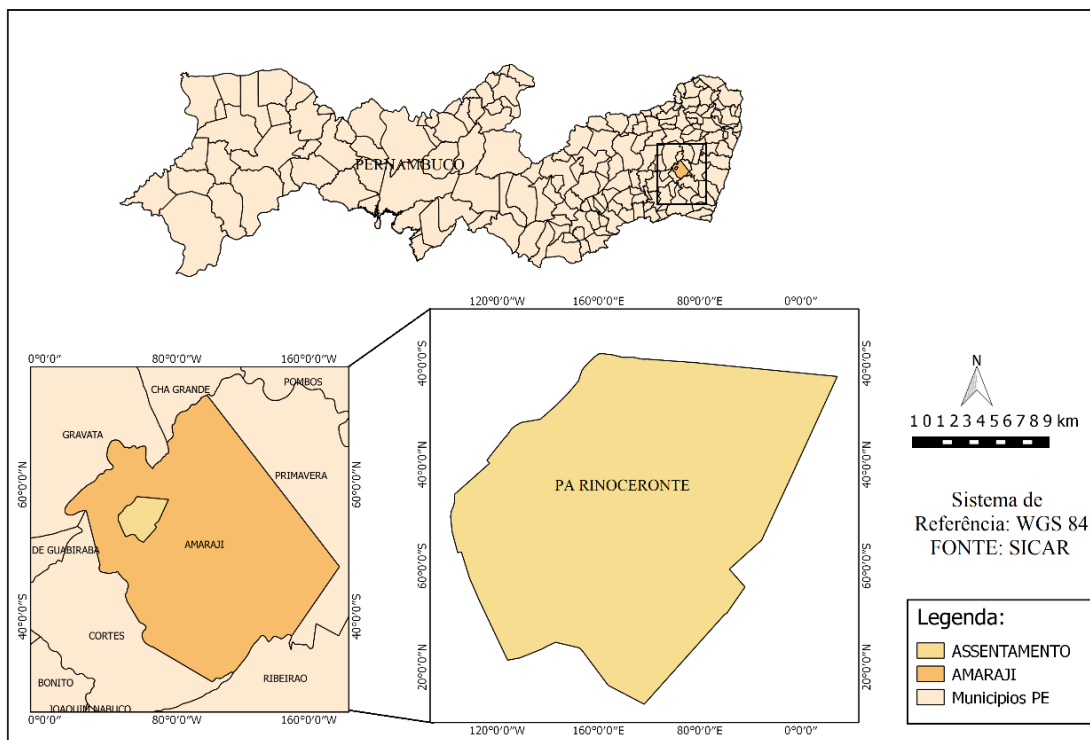 PERNAMBUCO
120°0'0"W 160°0'0"E 80°0'0"E 0°0'0"
0°0'0" 80°0'0"W 160°0'0"W
40°0'0"S 40°0'0"N 60°0'0"S 20°0'0"N
40°0'0"S 40°0'0"N 60°0'0"S 20°0'0"N
60°0'0"N 40°0'0"S
60°0'0"N 40°0'0"S
POMBOS
CHA GRANDE
GRAVATA
PRIMAVERA
AMARAJI
DE GUABIRABA
CORTES
RIBEIRAO
BONITO
JOAQUIM NABUCO
0°0'0" 80°0'0"W 160°0'0"W
PA RINOCERONTE
120°0'0"W 160°0'0"E 80°0'0"E 0°0'0"
N
1 0 1 2 3 4 5 6 7 8 9 km
Sistema de
Referência: WGS 84
FONTE: SICAR
Legenda:
ASSENTAMENTO
AMARAJI
Municipios PE